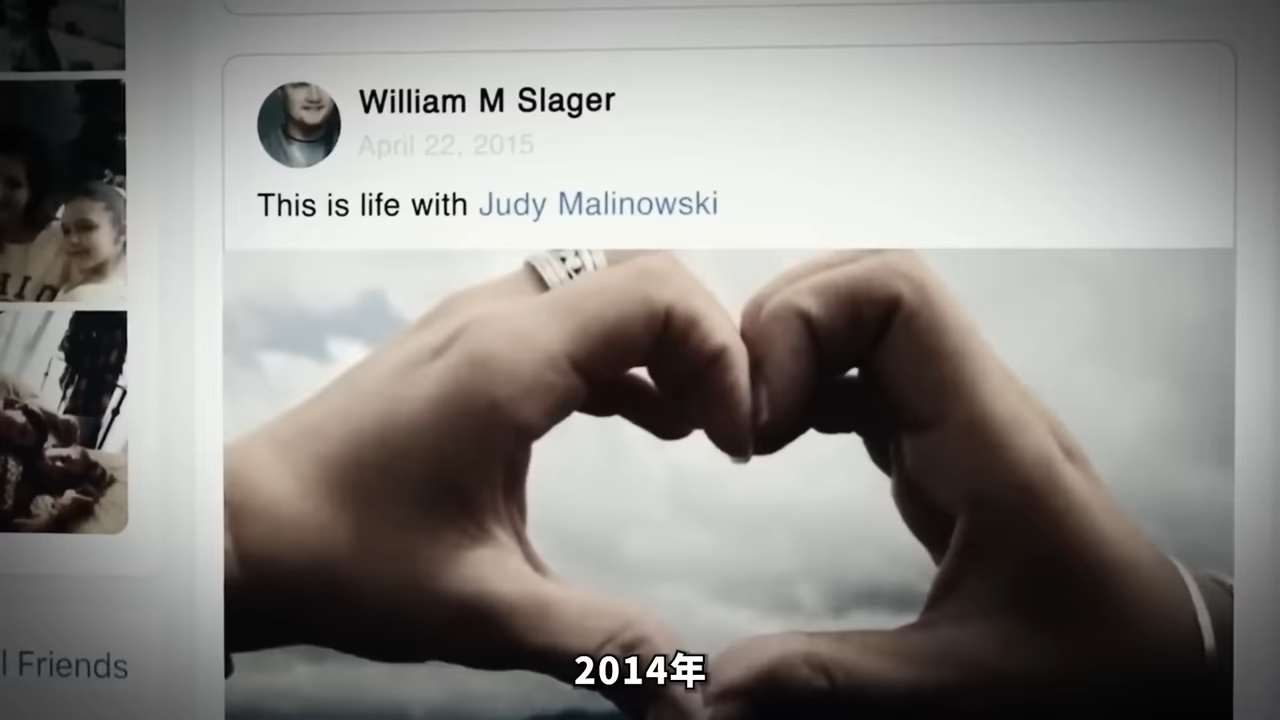 William M Slager
April 22, 2015
This is life with Judy Malinowski
l Friends
2014年